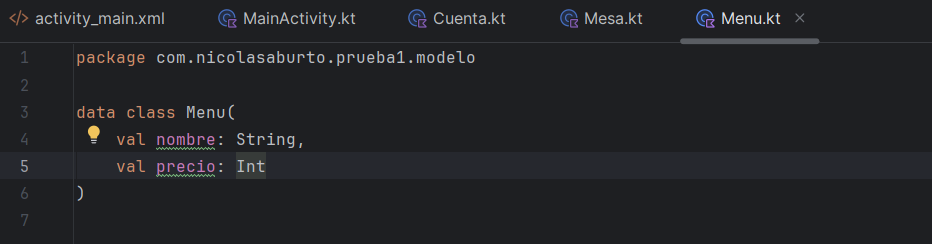 activity_main.xml MainActivity.kt Cuenta.kt Mesa.kt Menu.kt
1 package com.nicolasaburto.prueba1.modelo
2
3 data class Menu(
4 val nombre: String,
5 val precio: Int
6 )
7